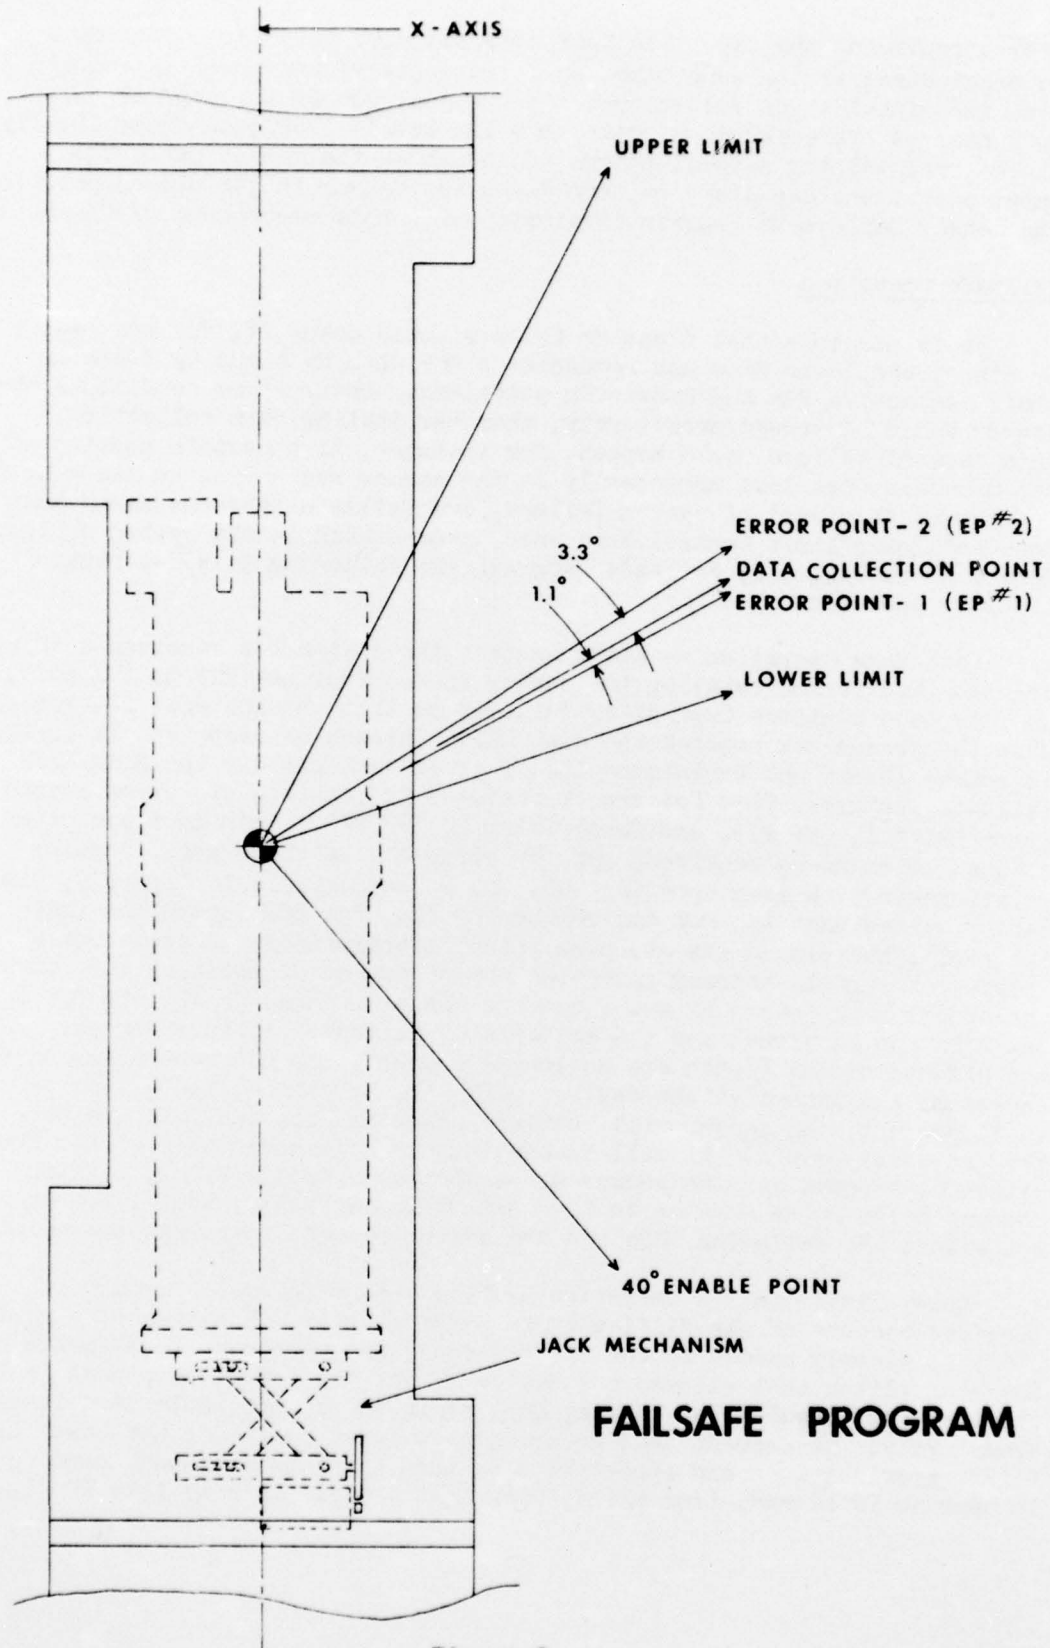 X-AXIS
UPPER LIMIT
ERROR POINT-2 (EP #2)
3.3°
DATA COLLECTION POINT
1.1°
ERROR POINT-1 (EP #1)
LOWER LIMIT
40° ENABLE POINT
JACK MECHANISM
FAILSAFE PROGRAM